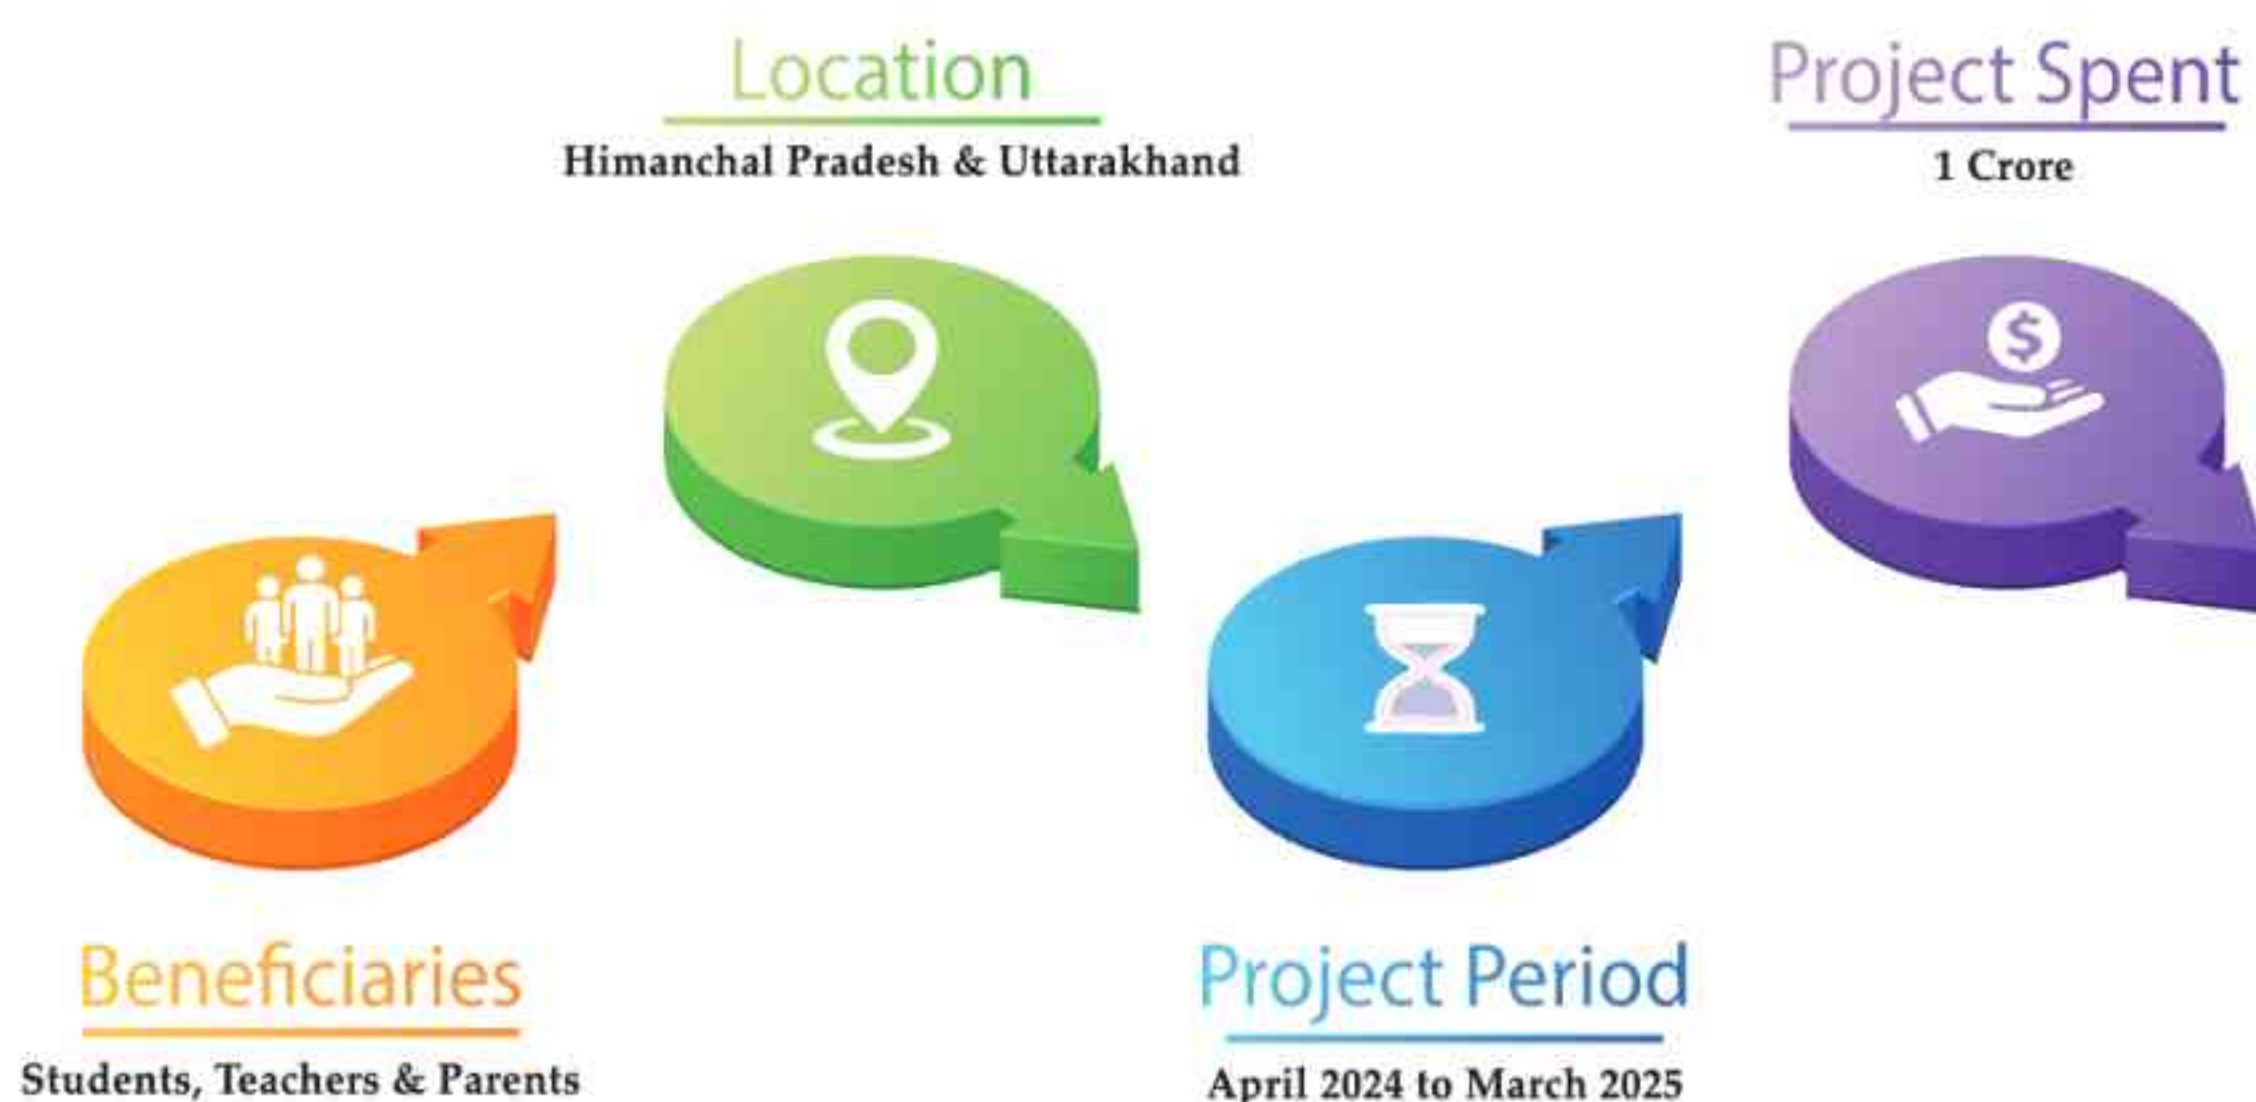 Location
Himanchal Pradesh & Uttarakhand
Project Spent
1 Crore
$
Beneficiaries
Students, Teachers & Parents
Project Period
April 2024 to March 2025